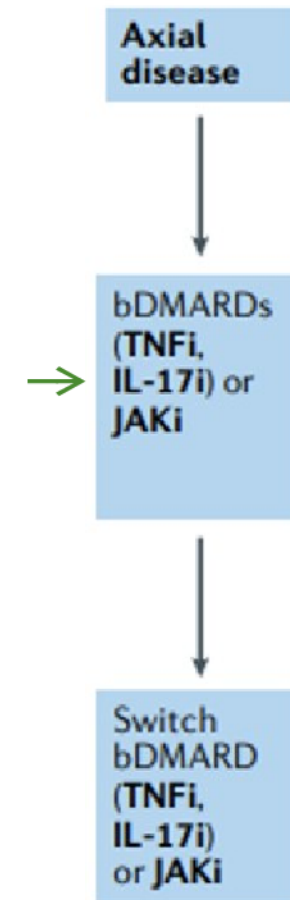 Axial
disease
bDMARDs
(TNFi,
IL-17i) or
JAKi
Switch
bDMARD
(TNFi,
IL-17i)
or JAKi